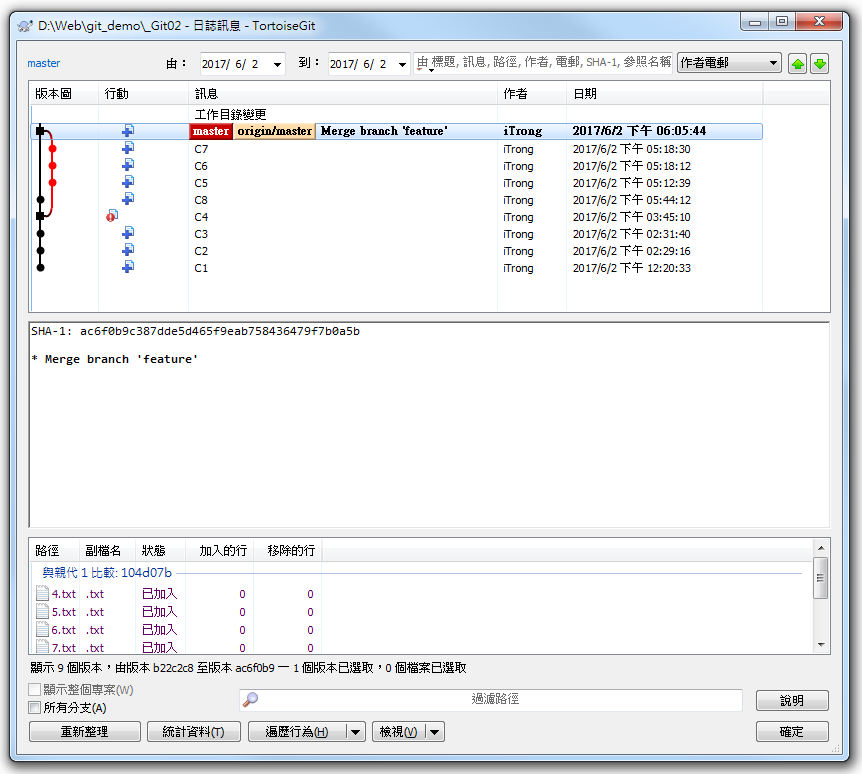 D:\Web\git_demo\_Git02 - 日誌訊息 - TortoiseGit
master 由： 2017/ 6/ 2 到： 2017/ 6/ 2 由 標題, 訊息, 路徑, 作者, 電郵, SHA-1, 參照名稱 作者電郵
版本圖 行動 訊息 作者 日期
工作目錄變更
master origin/master Merge branch 'feature' iTrong 2017/6/2 下午 06:05:44
C7 iTrong 2017/6/2 下午 05:18:30
C6 iTrong 2017/6/2 下午 05:18:12
C5 iTrong 2017/6/2 下午 05:12:39
C8 iTrong 2017/6/2 下午 05:44:12
C4 iTrong 2017/6/2 下午 03:45:10
C3 iTrong 2017/6/2 下午 02:31:40
C2 iTrong 2017/6/2 下午 02:29:16
C1 iTrong 2017/6/2 下午 12:20:33
SHA-1: ac6f0b9c387dde5d465f9eab758436479f7b0a5b
* Merge branch 'feature'
路徑 副檔名 狀態 加入的行 移除的行
與親代 1 比較: 104d07b
4.txt .txt 已加入 0 0
5.txt .txt 已加入 0 0
6.txt .txt 已加入 0 0
7.txt .txt 已加入 0 0
顯示 9 個版本，由版本 b22c2c8 至版本 ac6f0b9 — 1 個版本已選取，0 個檔案已選取
顯示整個專案(W)
過濾路徑 說明
所有分支(A)
重新整理 統計資料(T) 遍歷行為(H) 檢視(V) 確定